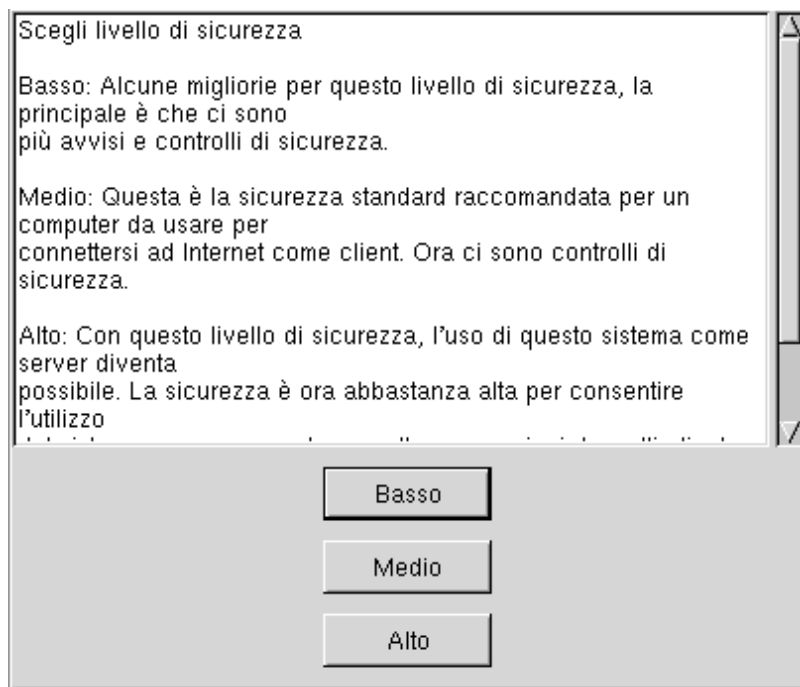 Scegli livello di sicurezza
Basso: Alcune migliorie per questo livello di sicurezza, la
principale è che ci sono
più avvisi e controlli di sicurezza.
Medio: Questa è la sicurezza standard raccomandata per un
computer da usare per
connettersi ad Internet come client. Ora ci sono controlli di
sicurezza.
Alto: Con questo livello di sicurezza, l'uso di questo sistema come
server diventa
possibile. La sicurezza è ora abbastanza alta per consentire
l'utilizzo
Basso
Medio
Alto